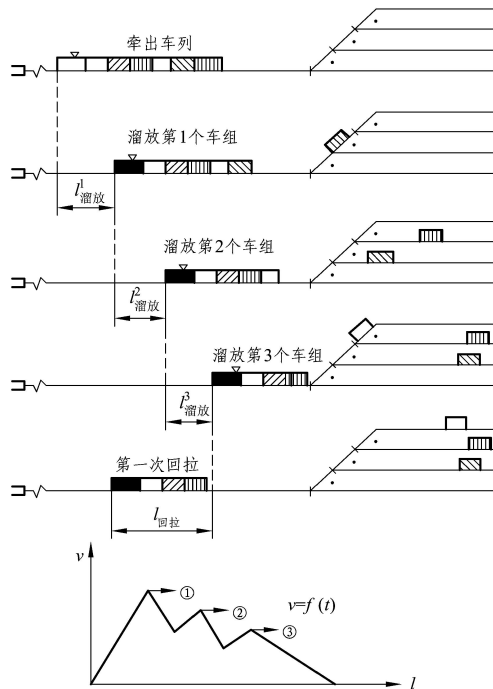 牵出车列
溜放第1个车组
l¹溜放
溜放第2个车组
l²溜放
溜放第3个车组
l³溜放
第一次回拉
l回拉
v
①
②
③
v=f (t)
l